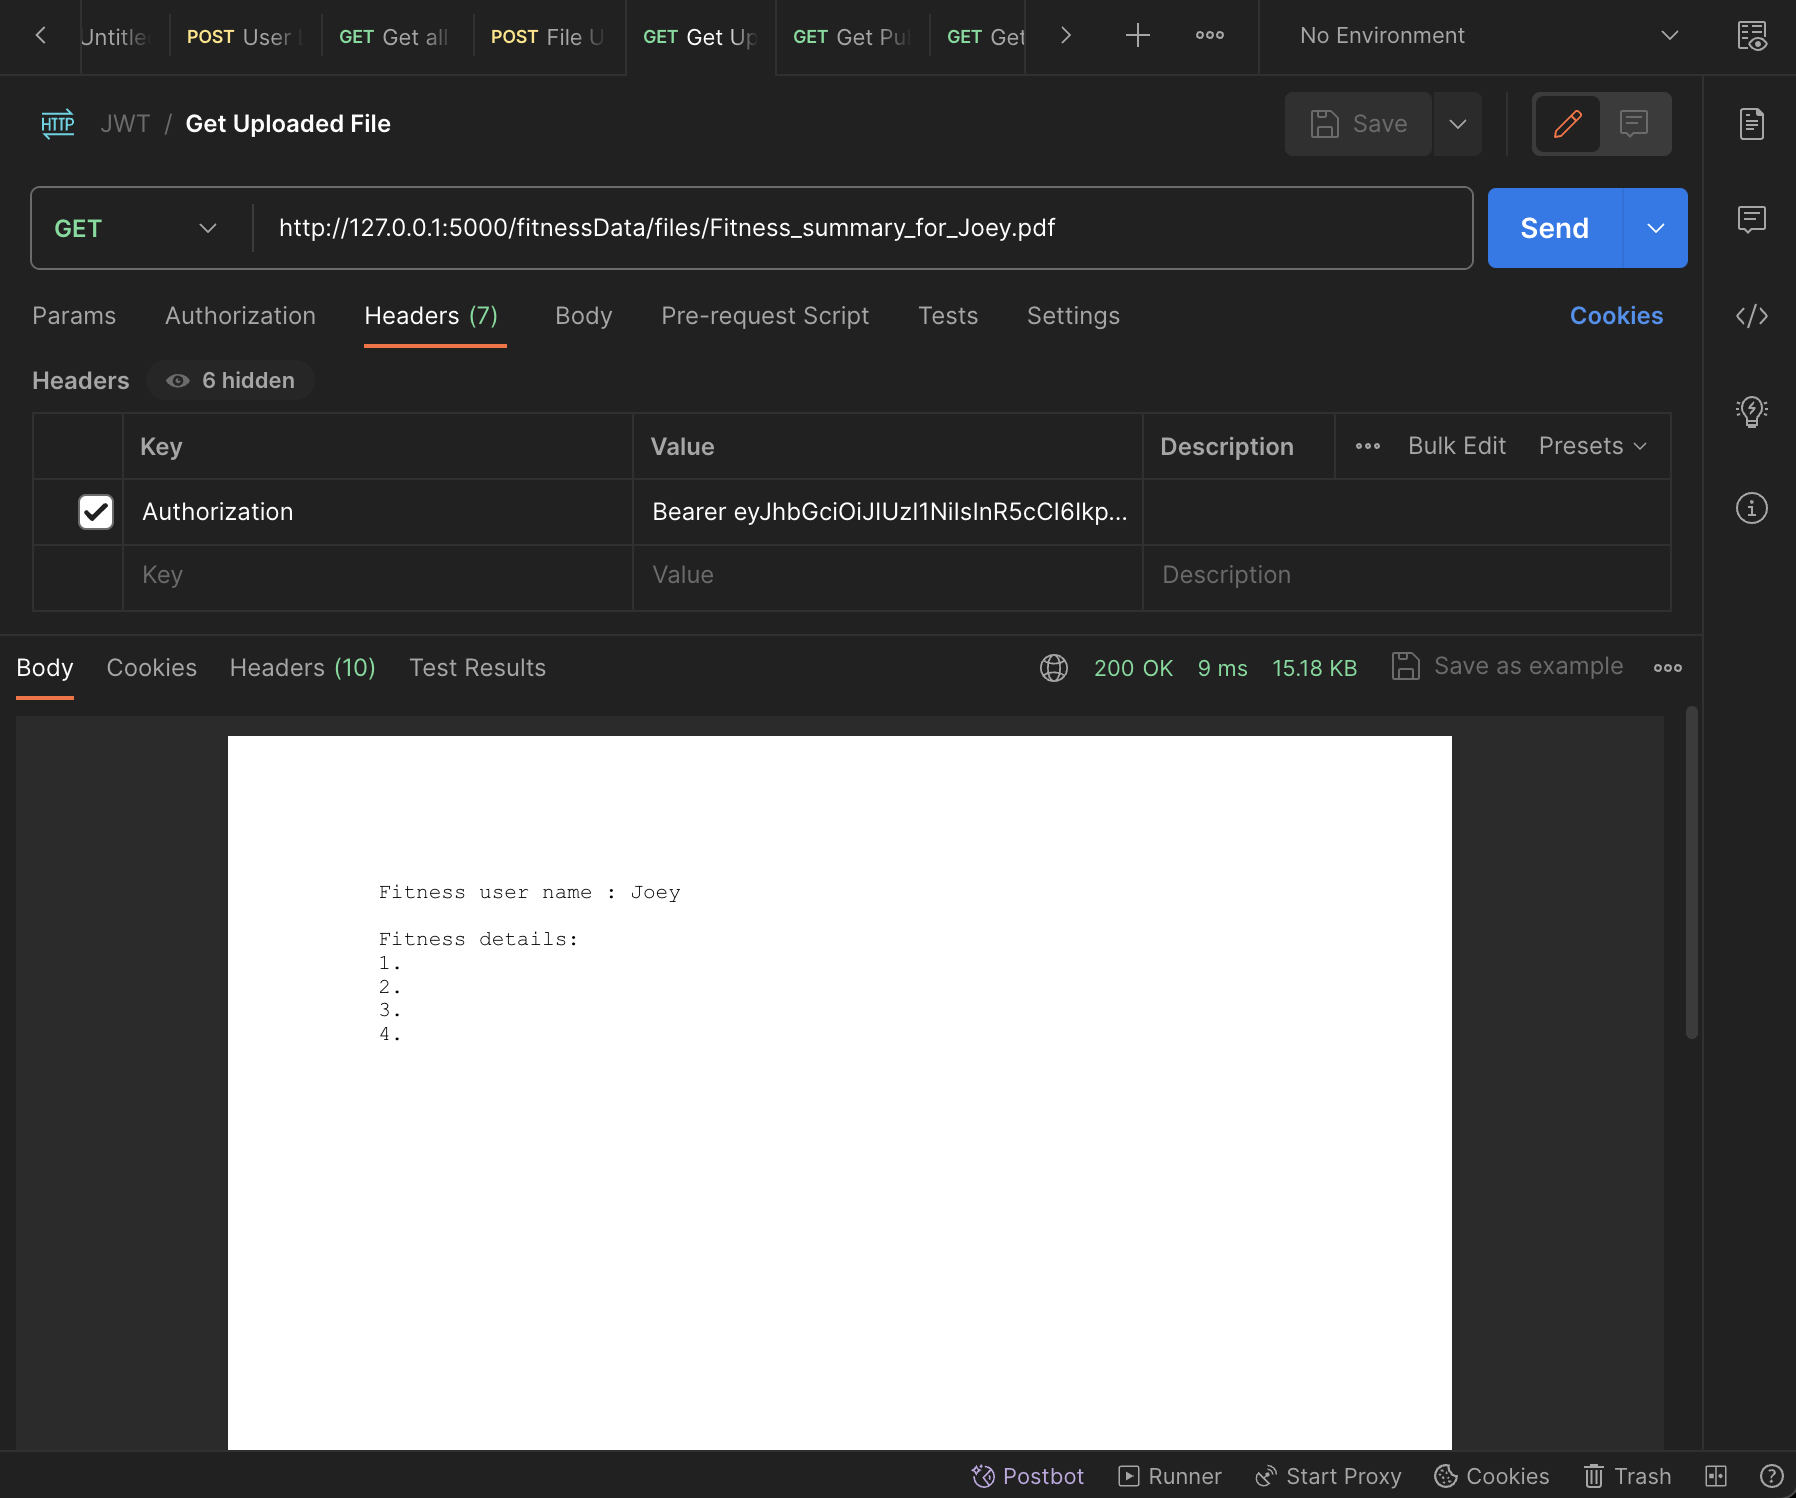 POST User
GET Get all
POST File U
GET Get Up
GET Get Pu
GET Get
No Environment
HTTP JWT / Get Uploaded File
Save
GET http://127.0.0.1:5000/fitnessData/files/Fitness_summary_for_Joey.pdf
Send
Params Authorization Headers (7) Body Pre-request Script Tests Settings Cookies
Headers 6 hidden
Key Value Description Bulk Edit Presets
Authorization Bearer eyJhbGciOiJIUzI1NiIsInR5cCI6Ikp...
Key Value Description
Body Cookies Headers (10) Test Results 200 OK 9 ms 15.18 KB Save as example
Fitness user name : Joey
Fitness details:
1.
2.
3.
4.
Postbot Runner Start Proxy Cookies Trash